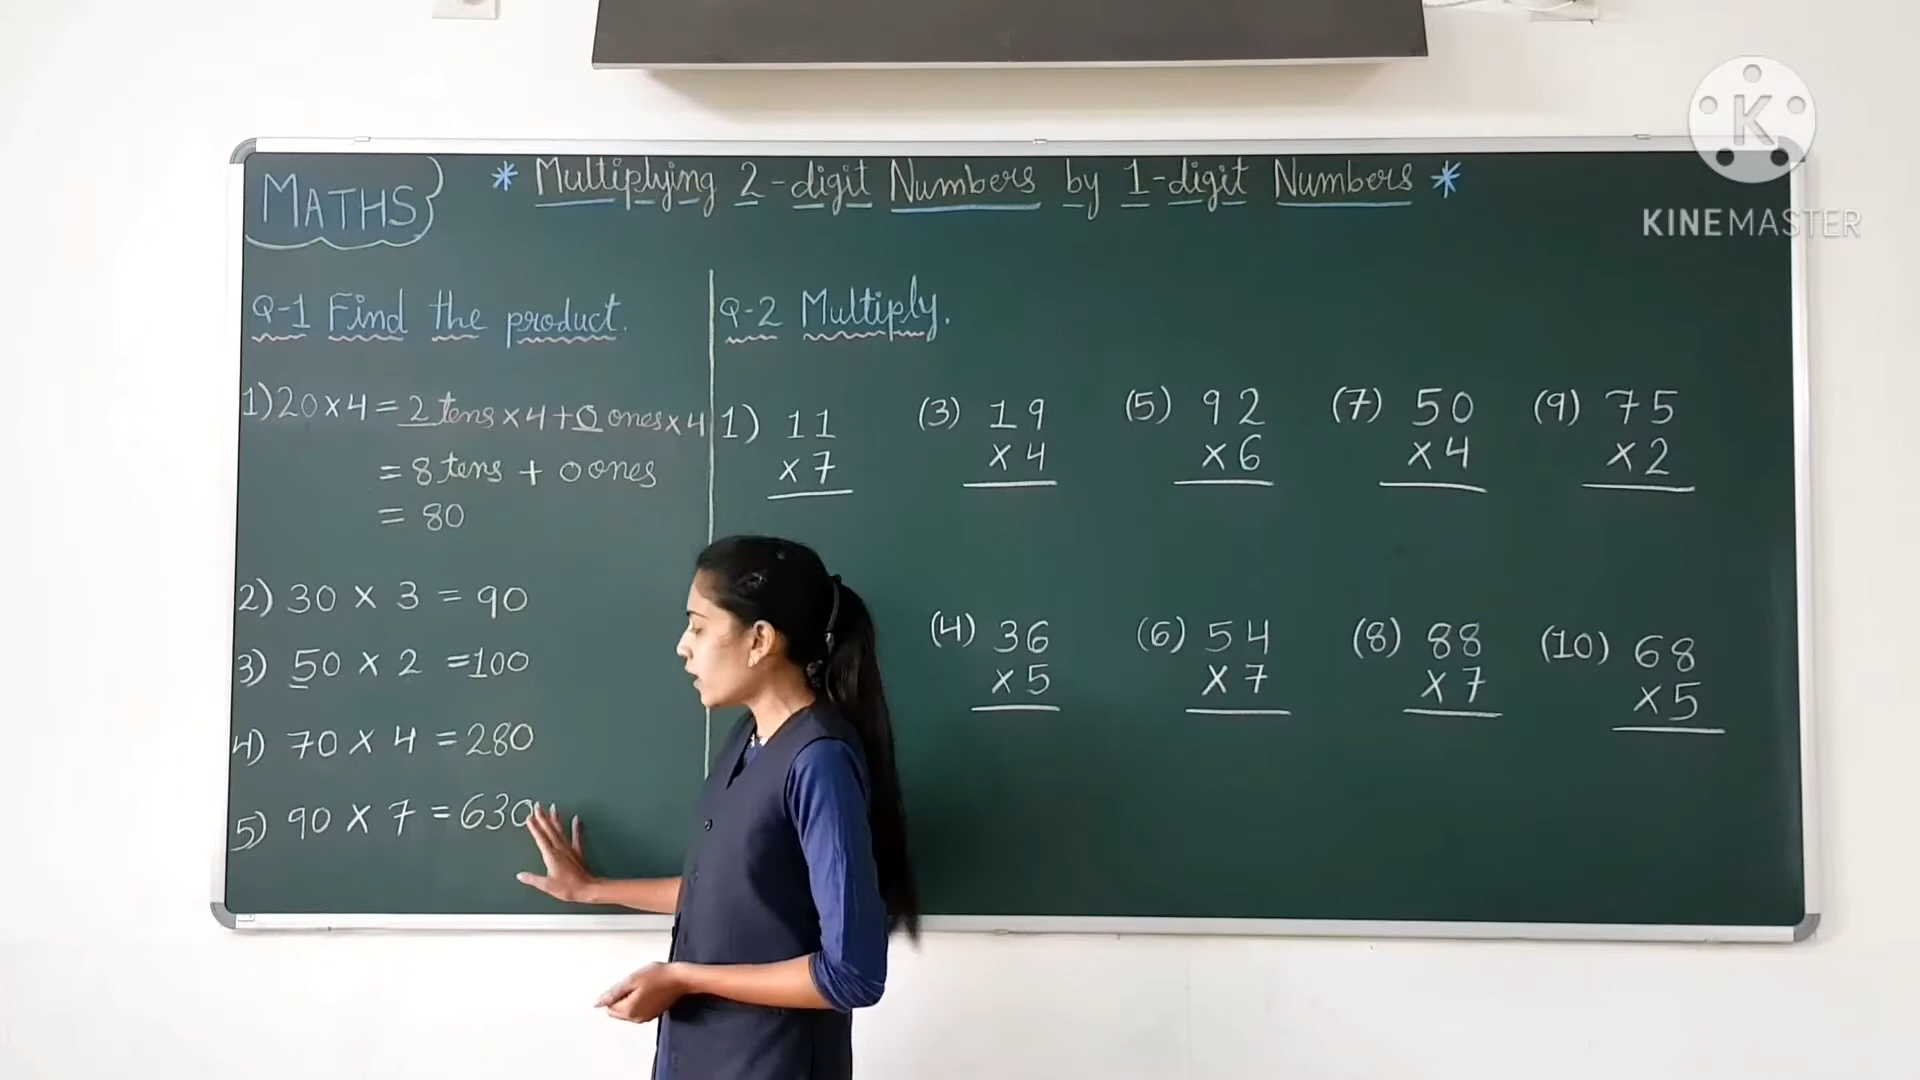 MATHS
* Multiplying 2-digit Numbers by 1-digit Numbers *
Q-1 Find the product.
1) 20 x 4 = 2 tens x 4 + 0 ones x 4
= 8 tens + 0 ones
= 80
2) 30 x 3 = 90
3) 50 x 2 = 100
4) 70 x 4 = 280
5) 90 x 7 = 630
Q-2 Multiply.
1) 11
x 7
(3) 19
x 4
(5) 92
x 6
(7) 50
x 4
(9) 75
x 2
(4) 36
x 5
(6) 54
x 7
(8) 88
x 7
(10) 68
x 5
K
KINEMASTER